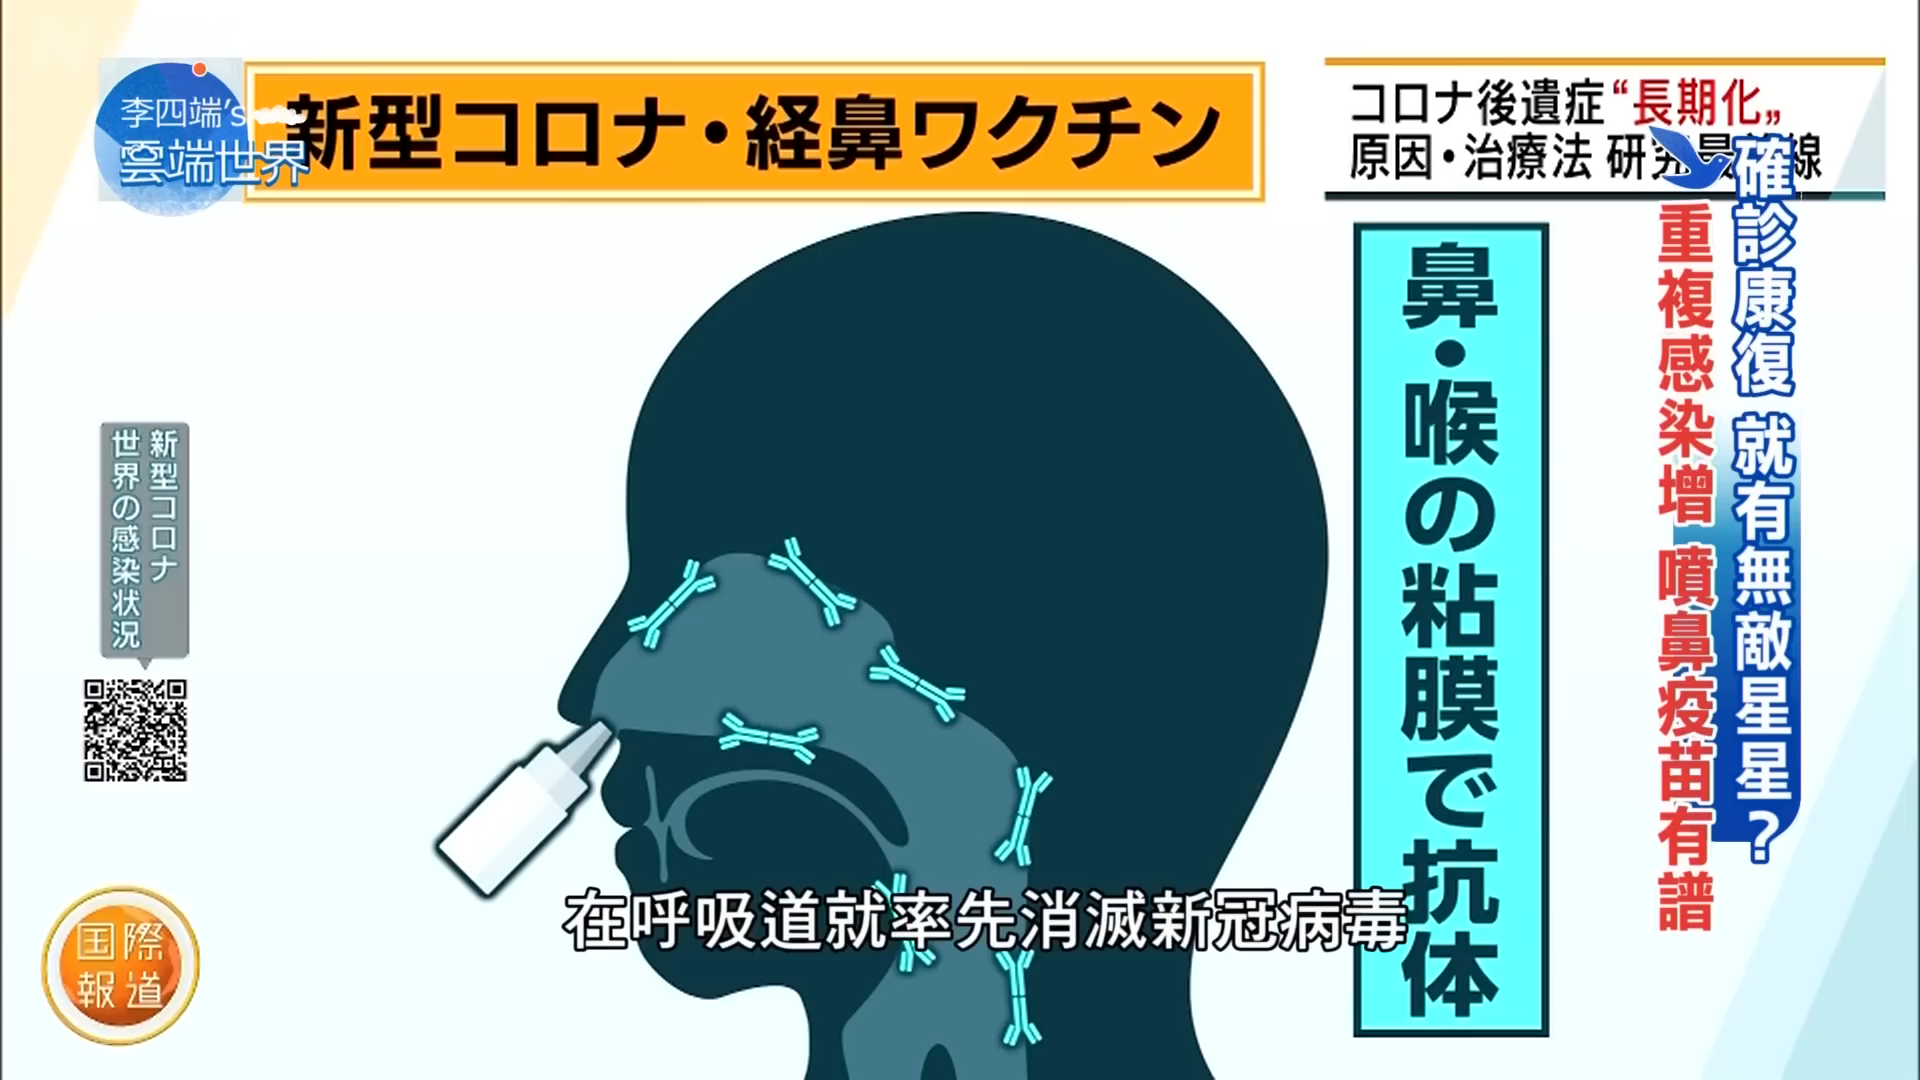 李四端's
雲端世界
新型コロナ・経鼻ワクチン
コロナ後遺症“長期化„
原因・治療法 研究最前線
確診康復 就有無敵星星?
重複感染增 噴鼻疫苗有譜
鼻・喉の粘膜で抗体
新型コロナ
世界の感染状況
在呼吸道就率先消滅新冠病毒
国際
報道